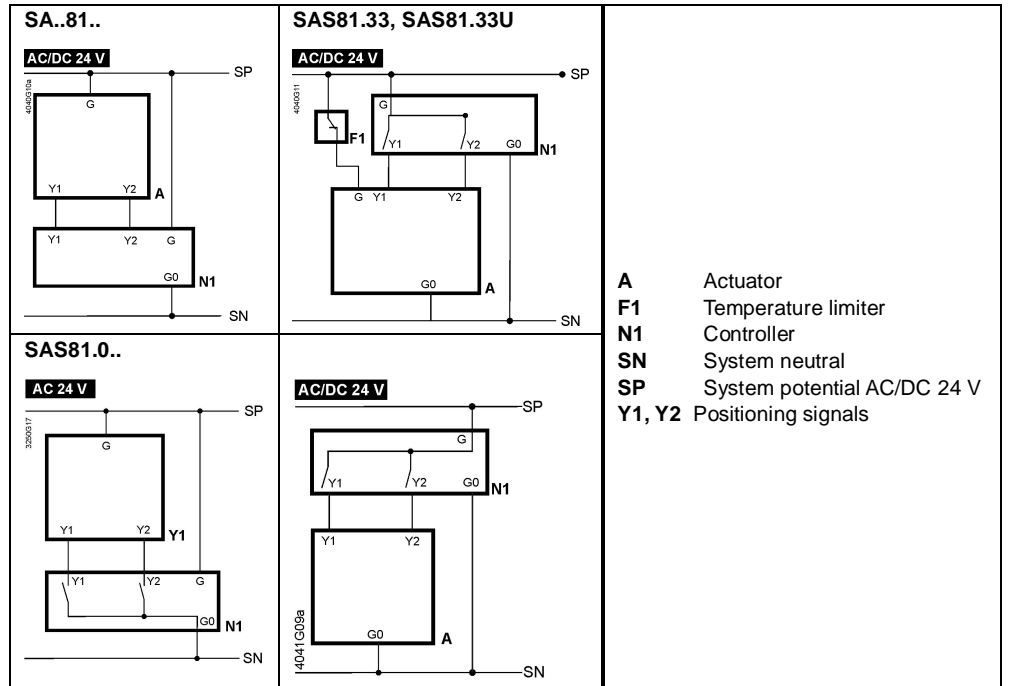 SA..81..
AC/DC 24 V
SP
4040G10a
G
Y1 Y2 A
Y1 Y2 G
G0 N1
SN
SAS81.33, SAS81.33U
AC/DC 24 V
SP
4040G11
G
F1
Y1 Y2 G0 N1
G Y1 Y2
G0 A
SN
SAS81.0..
AC 24 V
SP
3250G17
G
Y1 Y2 Y1
Y1 Y2 G
G0 N1
SN
AC/DC 24 V
SP
G
Y1 Y2 G0 N1
Y1 Y2
4041G09a
G0 A
SN
A Actuator
F1 Temperature limiter
N1 Controller
SN System neutral
SP System potential AC/DC 24 V
Y1, Y2 Positioning signals